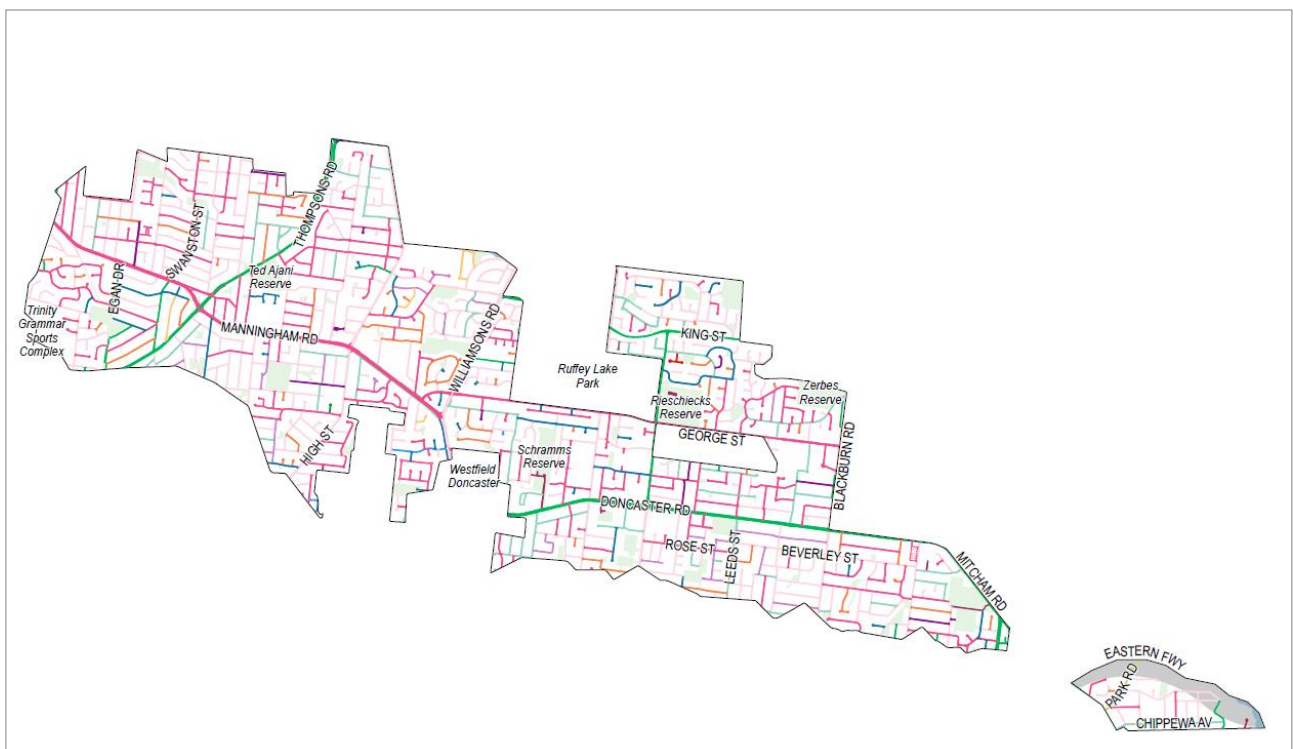 THOMPSONS RD
SWANSTON ST
Ted Ajani
Reserve
EGAN DR
Trinity
Grammar
Sports
Complex
MANNINGHAM RD
WILLIAMSONS RD
KING ST
Ruffey Lake
Park
Rieschiecks
Reserve
Zerbes
Reserve
HIGH ST
GEORGE ST
BLACKBURN RD
Schramms
Reserve
Westfield
Doncaster
DONCASTER RD
ROSE ST
LEEDS ST
BEVERLEY ST
MITCHAM RD
EASTERN FWY
PARK RD
CHIPPEWA AV